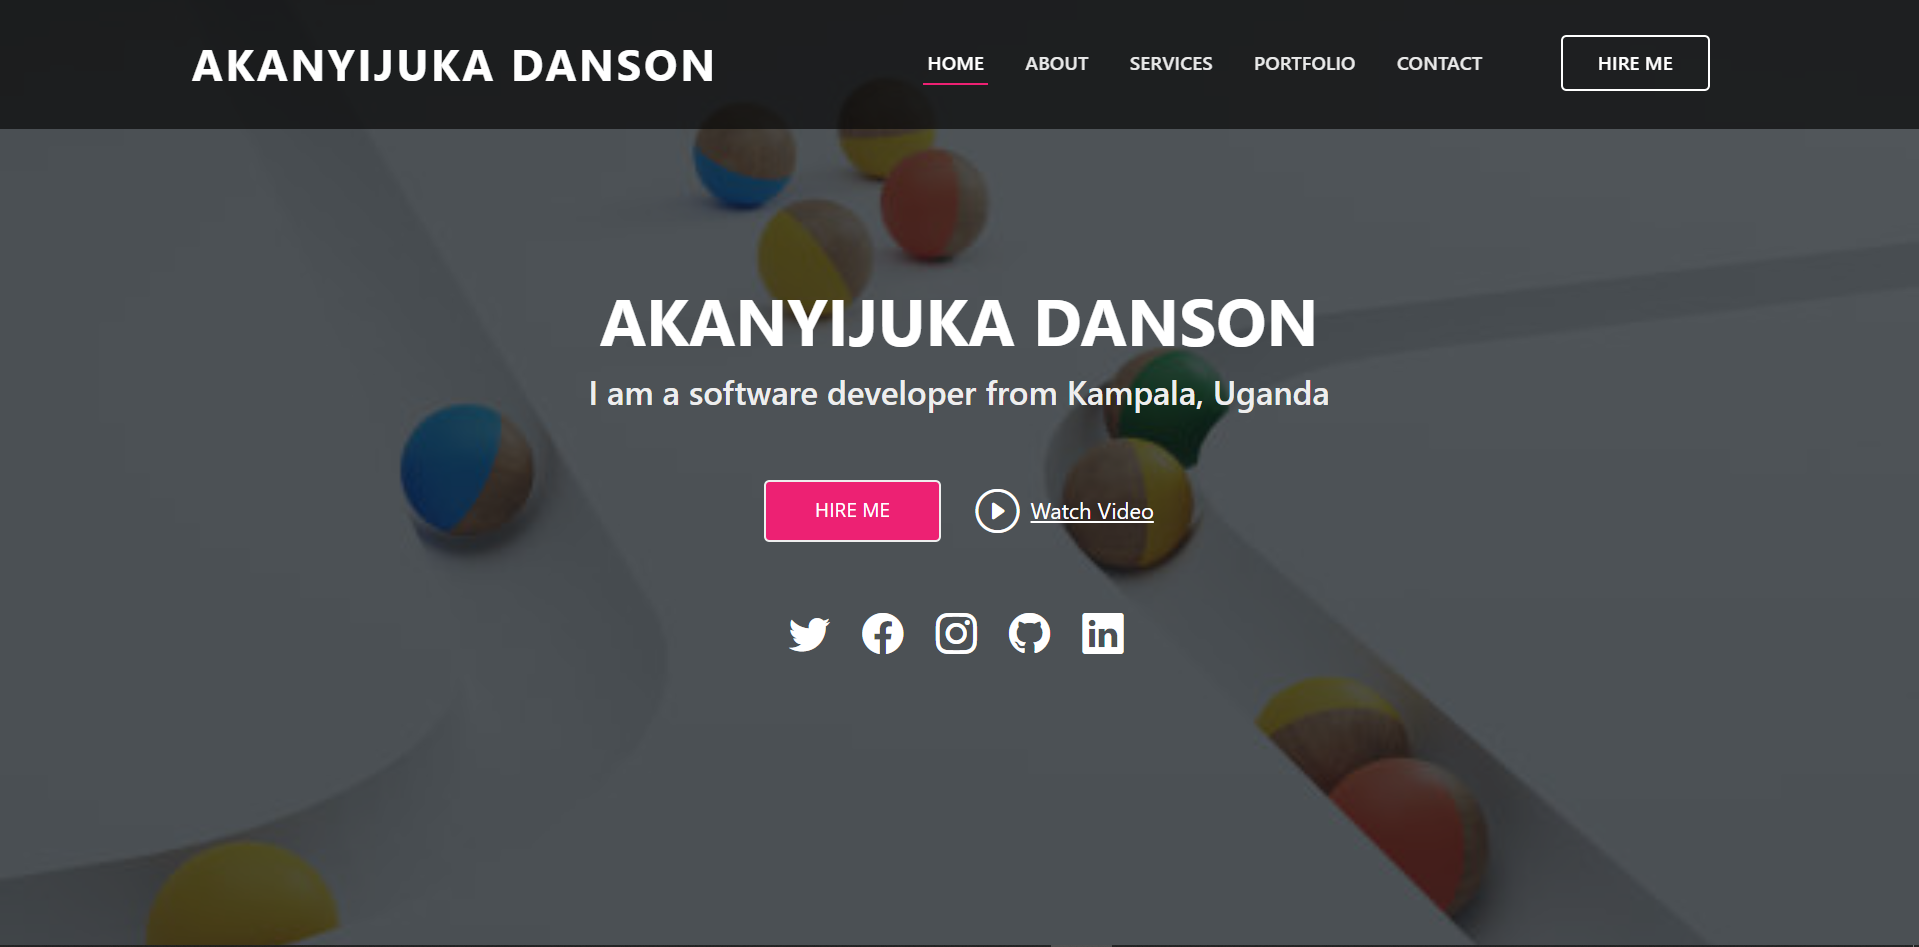 AKANYIJUKA DANSON
HOME ABOUT SERVICES PORTFOLIO CONTACT HIRE ME
AKANYIJUKA DANSON
I am a software developer from Kampala, Uganda
HIRE ME Watch Video